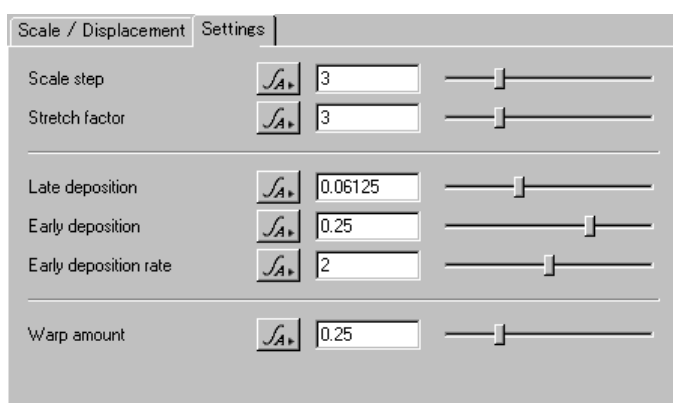 Scale / Displacement Settings
Scale step 3
Stretch factor 3
Late deposition 0.06125
Early deposition 0.25
Early deposition rate 2
Warp amount 0.25